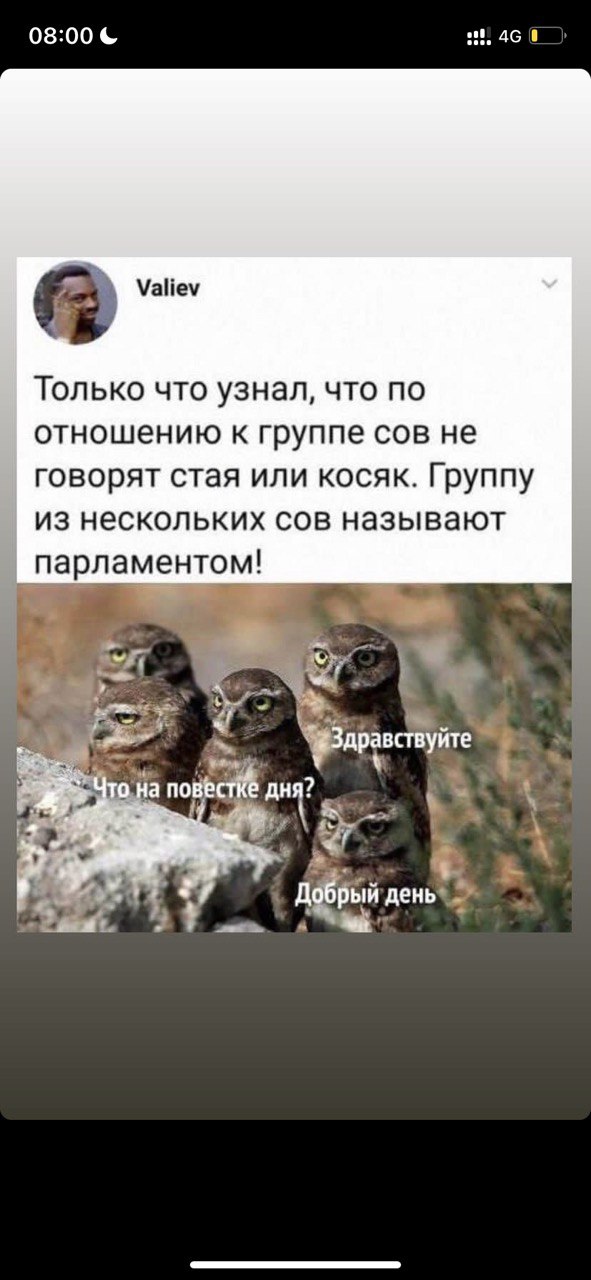 08:00
4G
Valiev
Только что узнал, что по
отношению к группе сов не
говорят стая или косяк. Группу
из нескольких сов называют
парламентом!
Здравствуйте
Что на повестке дня?
Добрый день